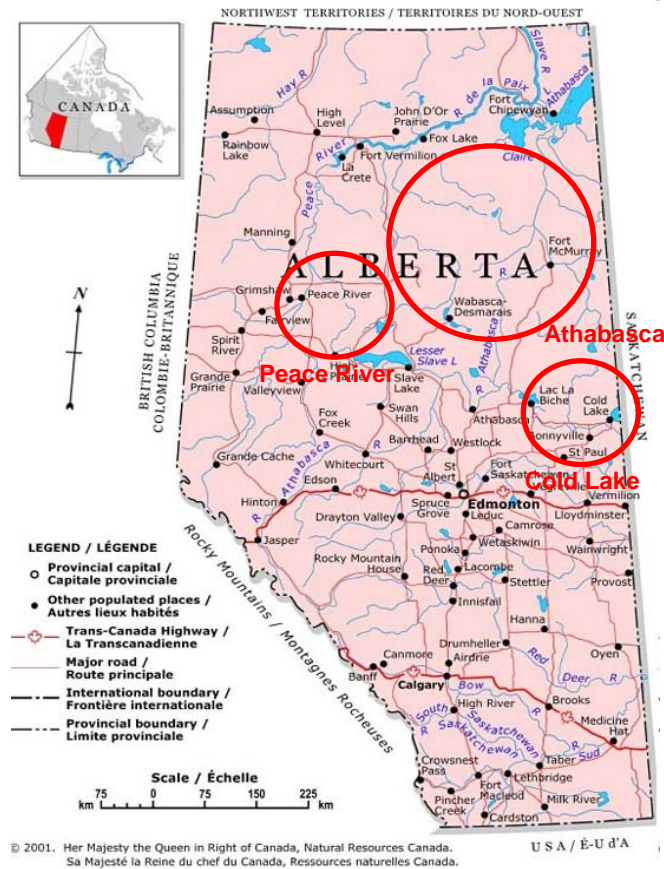 NORTHWEST TERRITORIES / TERRITOIRES DU NORD-OUEST
CANADA
Hay R
R de la Paix
Slave R
Fort Chipewyan
Athabasca
Assumption
High Level
John D'Or Prairie
Rainbow Lake
Fox Lake
River
Fort Vermilion
La Crete
Claire
Peace
Manning
ALBERTA
Fort McMurray
R
N
BRITISH COLUMBIA
COLOMBIE-BRITANNIQUE
Grimshaw
Peace River
Wabasca-Desmarais
Fairview
SASKATCHEWAN
Athabasca
Spirit River
High Prairie
Lesser Slave L
Athabasca
Peace River
Grande Prairie
Valleyview
Slave Lake
R
Lac La Biche
Cold Lake
Swan Hills
Athabasca
Fox Creek
Bonnyville
Barrhead
Westlock
St Paul
Grande Cache
R
Whitecourt
St Albert
Fort Saskatchewan
Cold Lake
Athabasca
Edson
Vermilion
Hinton
R
Spruce Grove
Edmonton
Drayton Valley
Leduc
Lloydminster
Camrose
Jasper
Wetaskiwin
Wainwright
Ponoka
Rocky Mountain House
Red Deer
Lacombe
Stettler
Provost
Innisfail
LEGEND / LÉGENDE
Provincial capital /
Capitale provinciale
Other populated places /
Autres lieux habités
Trans-Canada Highway /
La Transcanadienne
Major road /
Route principale
International boundary /
Frontière internationale
Provincial boundary /
Limite provinciale
Rocky Mountains / Montagnes Rocheuses
Hanna
Drumheller
Oyen
Canmore
Airdrie
Red Deer R
Banff
Calgary
Bow
R
High River
Brooks
South Saskatchewan R
Saskatchewan Sud
R
Medicine Hat
Crowsnest Pass
Taber
Lethbridge
Fort Macleod
Pincher Creek
Milk River
Cardston
Scale / Échelle
km 75 0 75 150 225 km
USA / É-U d'A
© 2001. Her Majesty the Queen in Right of Canada, Natural Resources Canada.
Sa Majesté la Reine du chef du Canada, Ressources naturelles Canada.